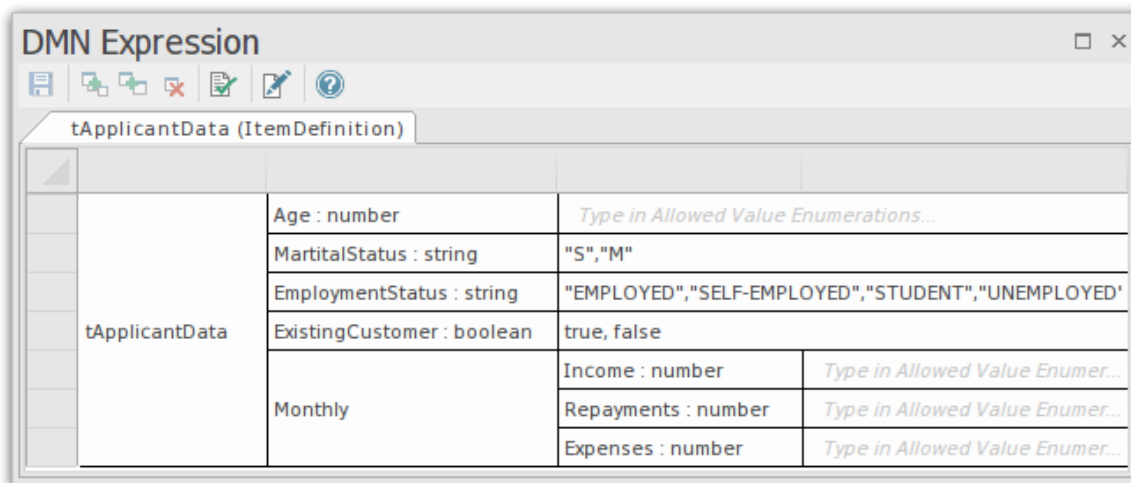 DMN Expression
tApplicantData (ItemDefinition)
tApplicantData
Age : number
Type in Allowed Value Enumerations...
MartitalStatus : string
"S","M"
EmploymentStatus : string
"EMPLOYED","SELF-EMPLOYED","STUDENT","UNEMPLOYED"
ExistingCustomer : boolean
true, false
Monthly
Income : number
Type in Allowed Value Enumer...
Repayments : number
Type in Allowed Value Enumer...
Expenses : number
Type in Allowed Value Enumer...